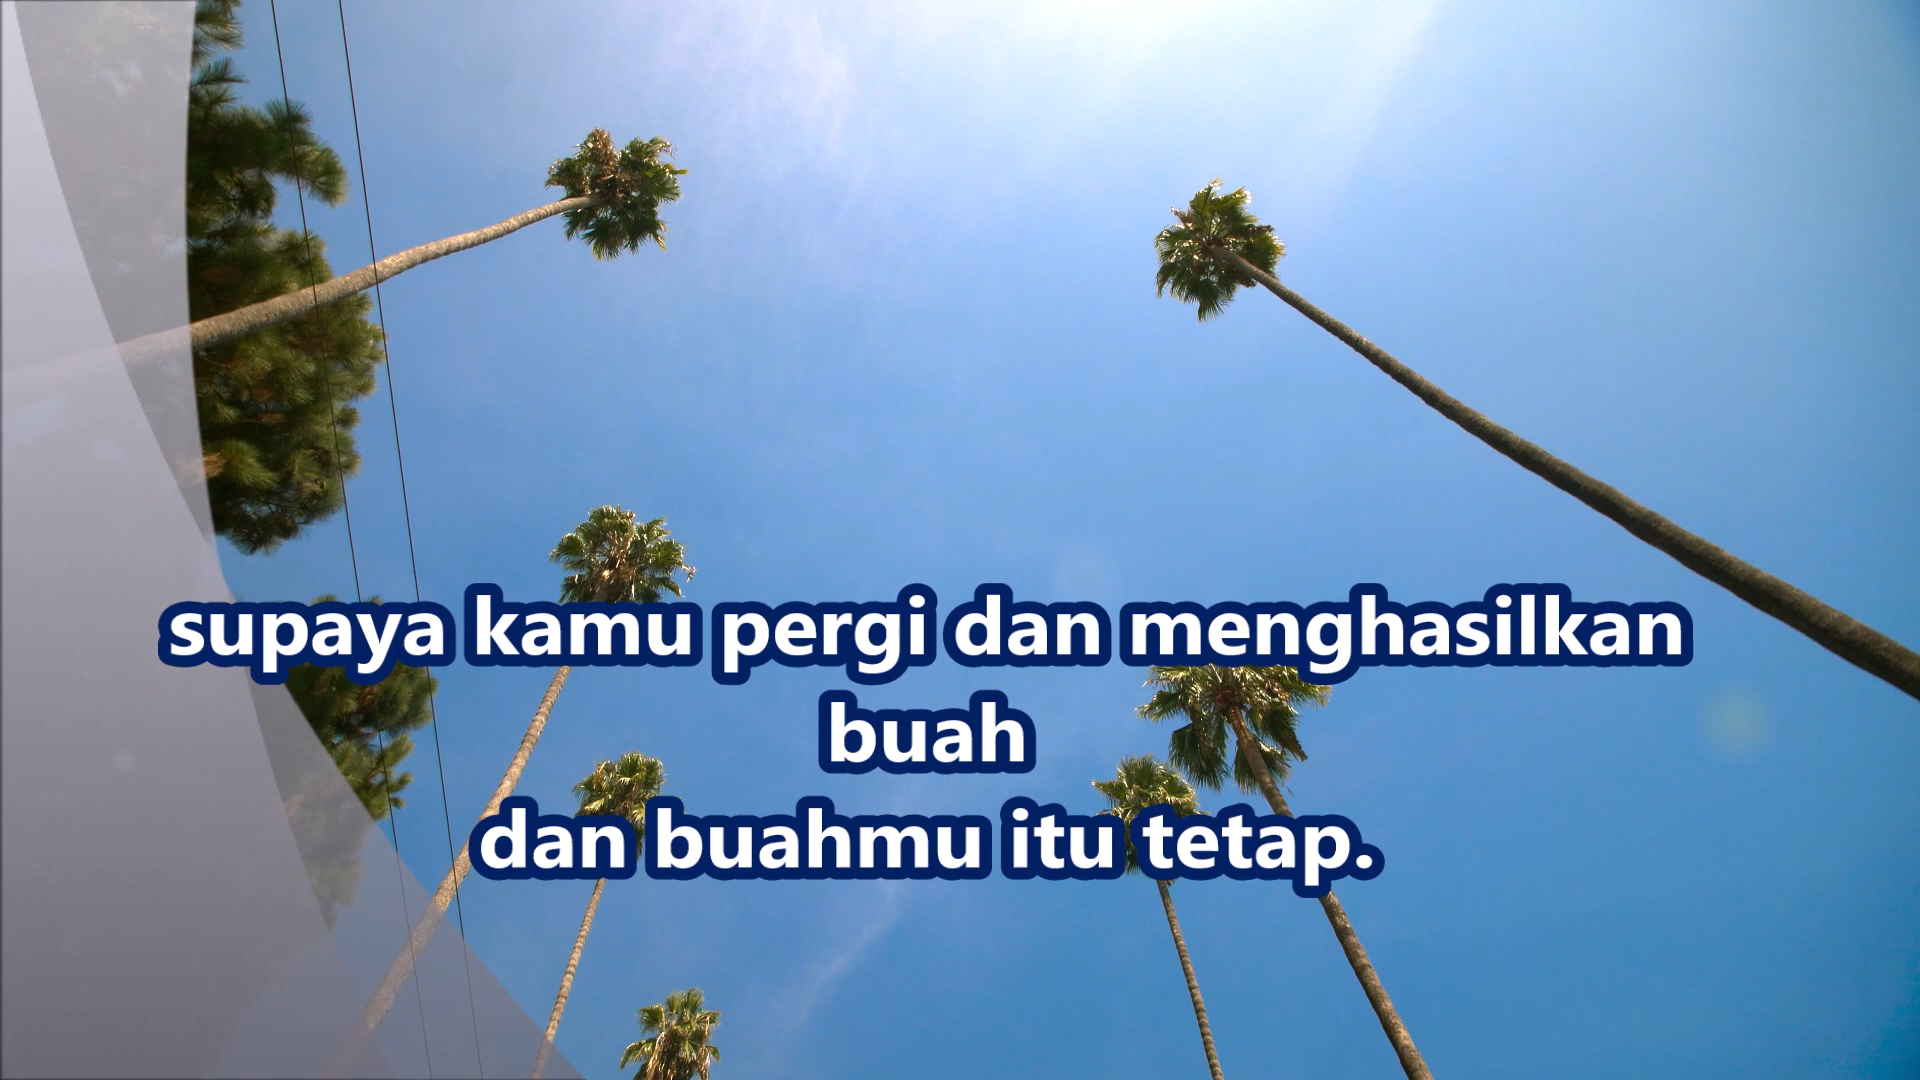 supaya kamu pergi dan menghasilkan
buah
dan buahmu itu tetap.